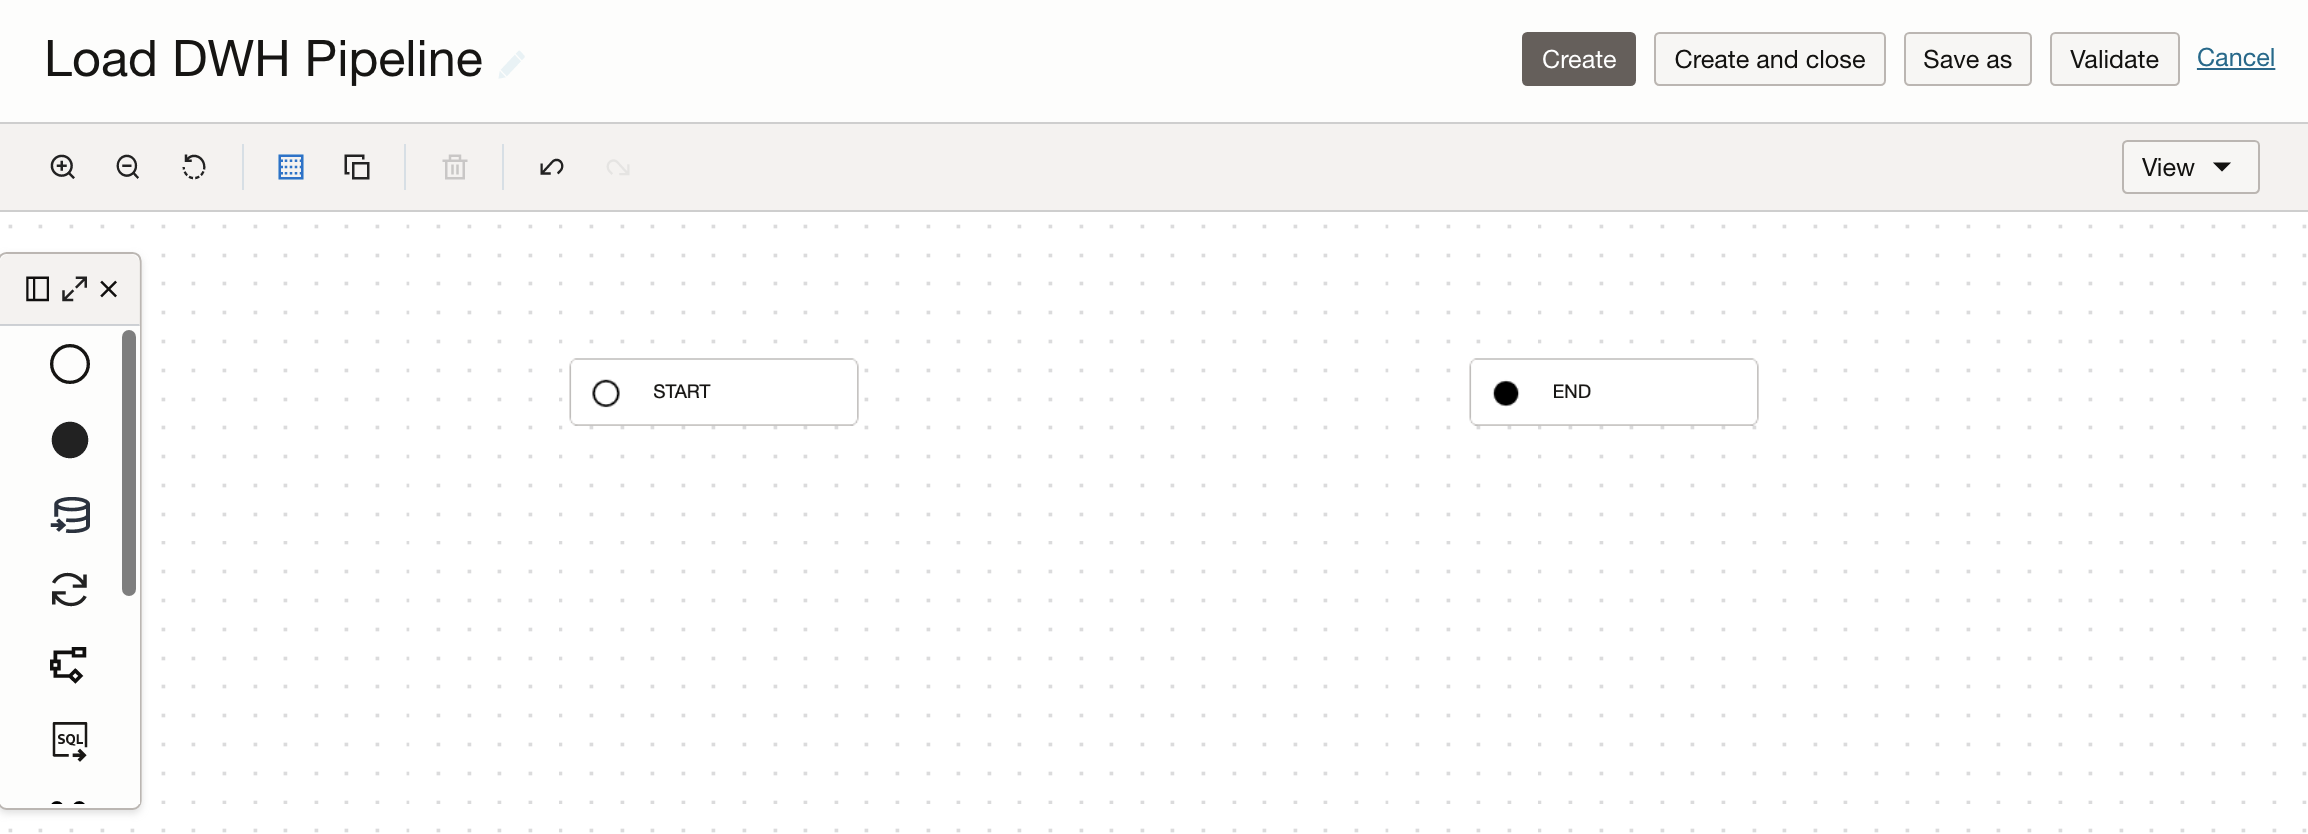 Load DWH Pipeline
Create
Create and close
Save as
Validate
Cancel
View
START
END
SQL